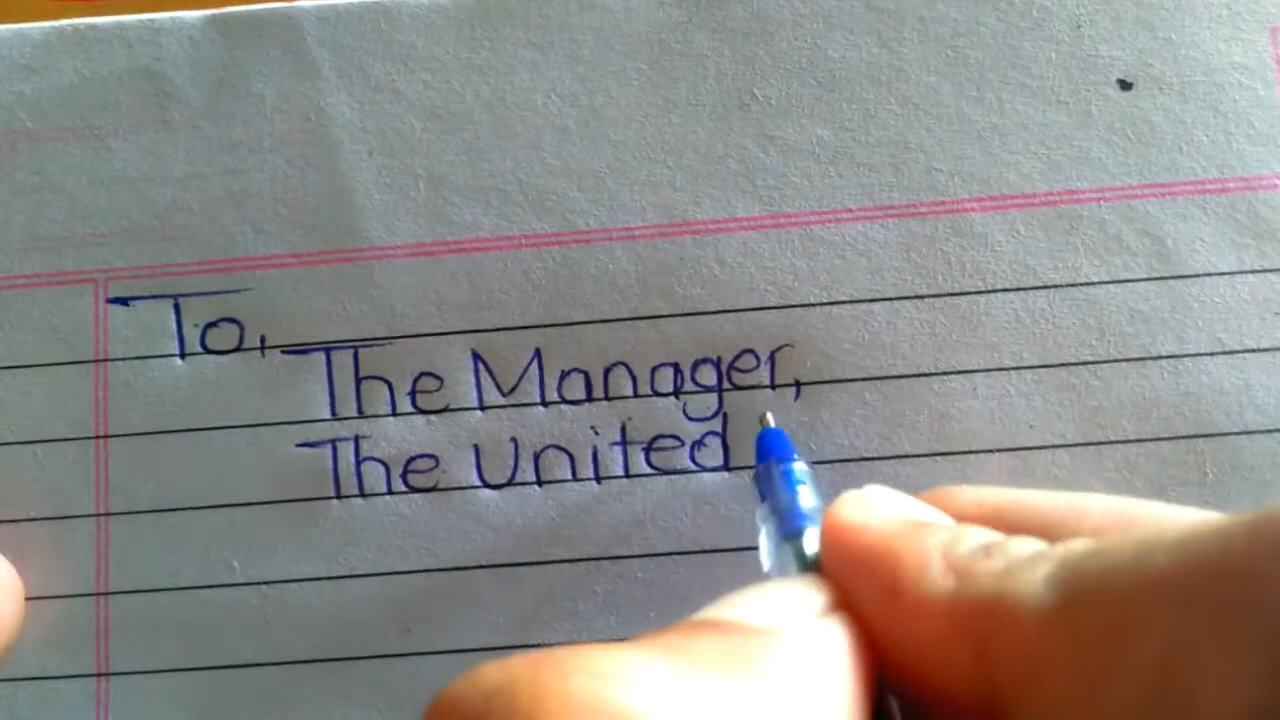 To,
The Manager,
The United